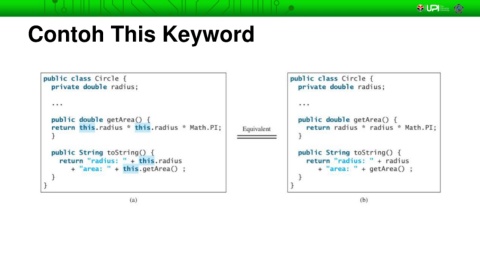 UPI
Contoh This Keyword
public class Circle {
private double radius;
...
public double getArea() {
return this.radius * this.radius * Math.PI;
}
public String toString() {
return "radius: " + this.radius
+ "area: " + this.getArea() ;
}
}
(a)
Equivalent
public class Circle {
private double radius;
...
public double getArea() {
return radius * radius * Math.PI;
}
public String toString() {
return "radius: " + radius
+ "area: " + getArea() ;
}
}
(b)